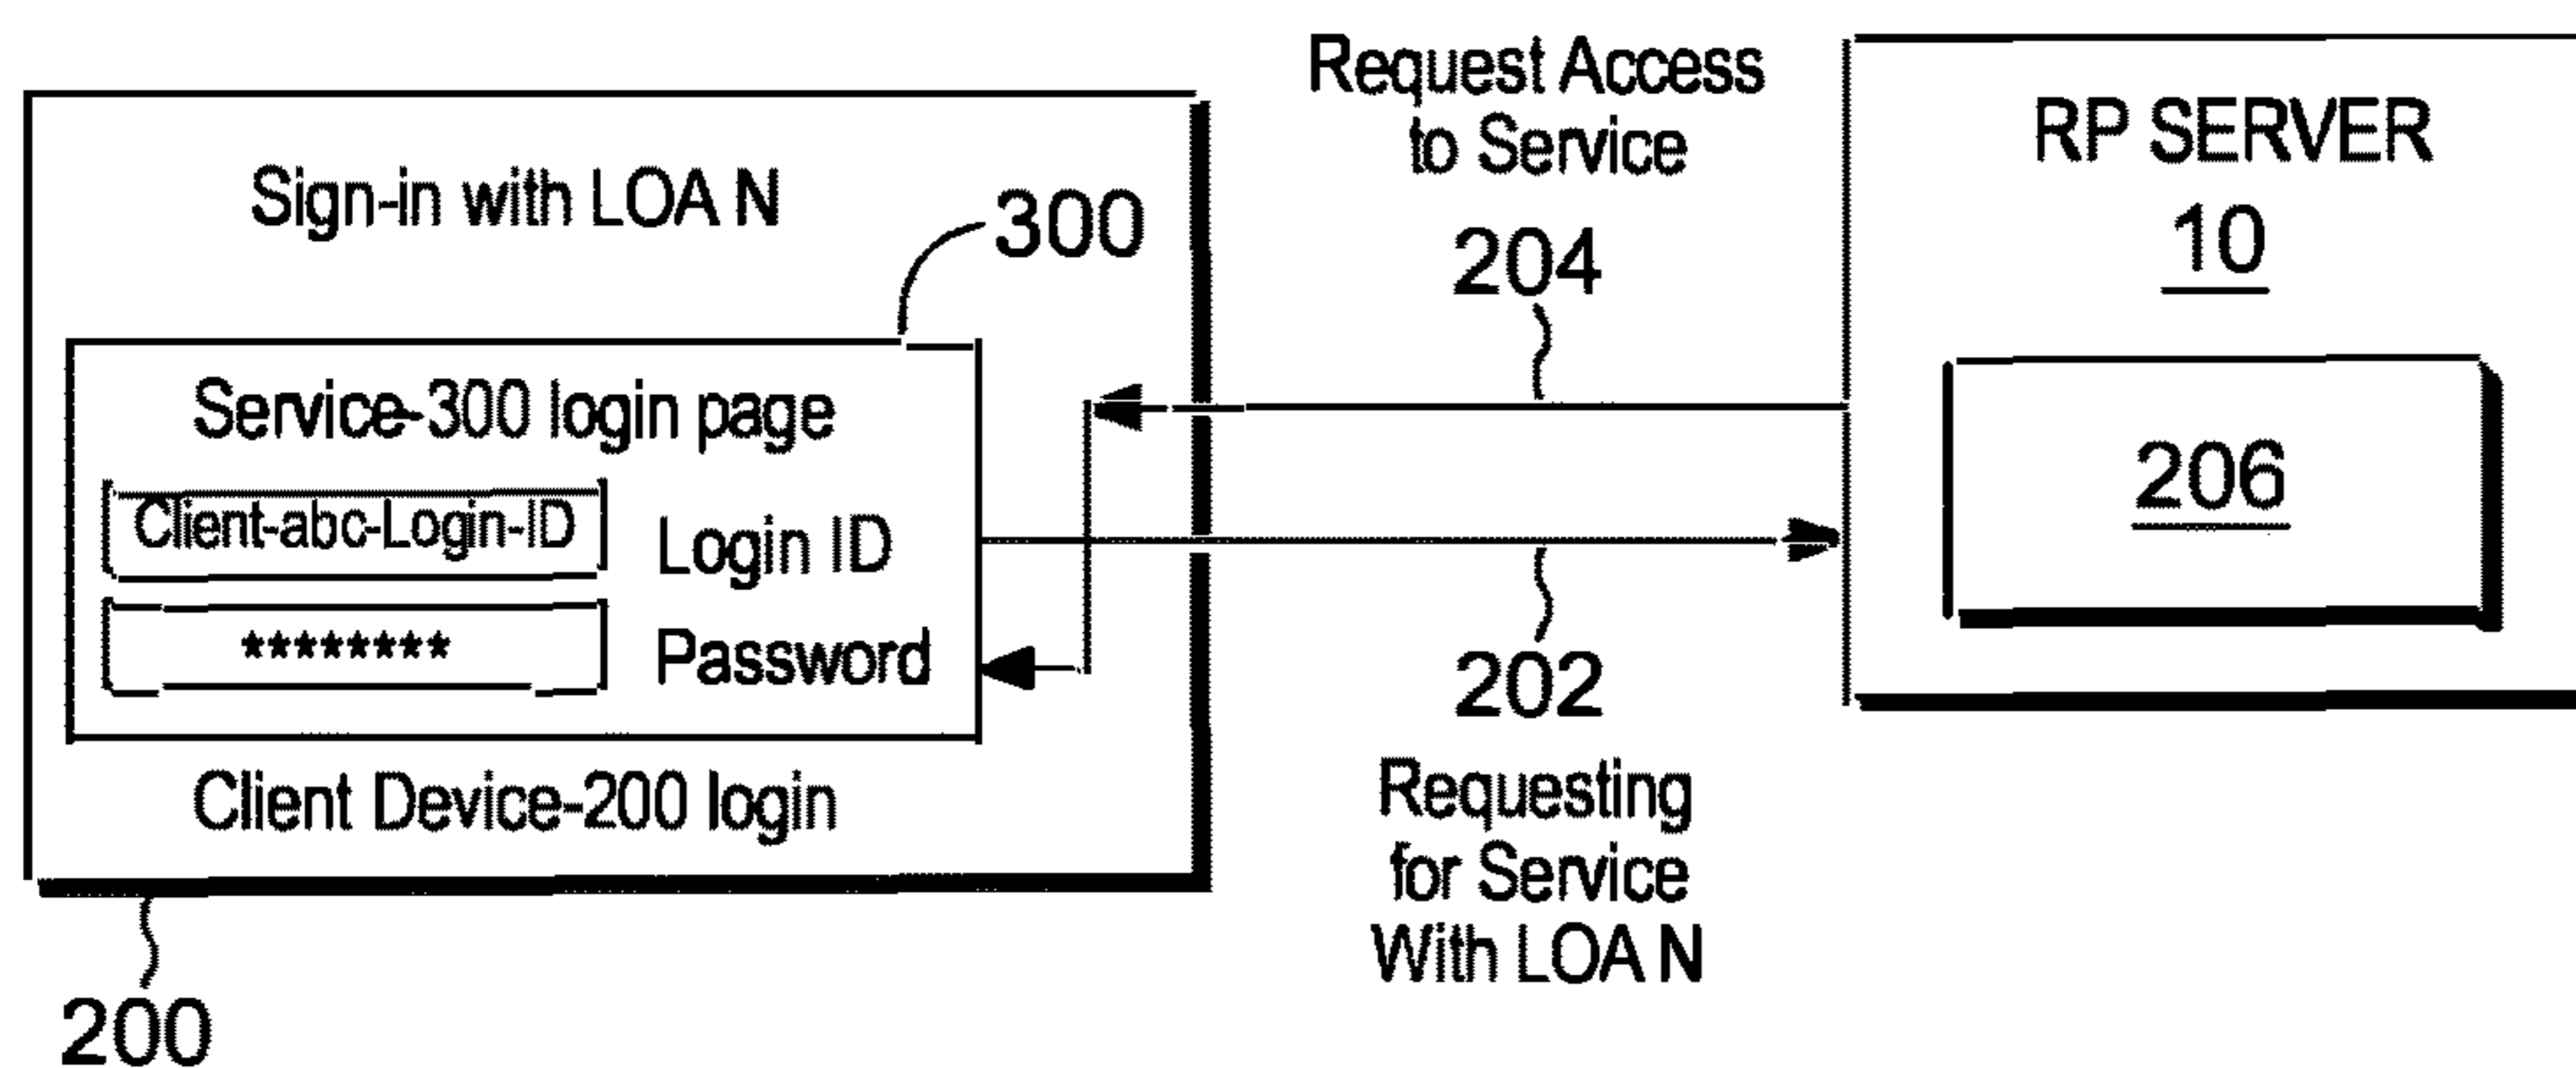 Sign-in with LOA N
300
Service-300 login page
Client-abc-Login-ID
Login ID
********
Password
Client Device-200 login
200
Request Access
to Service
204
202
Requesting
for Service
With LOA N
RP SERVER
10
206